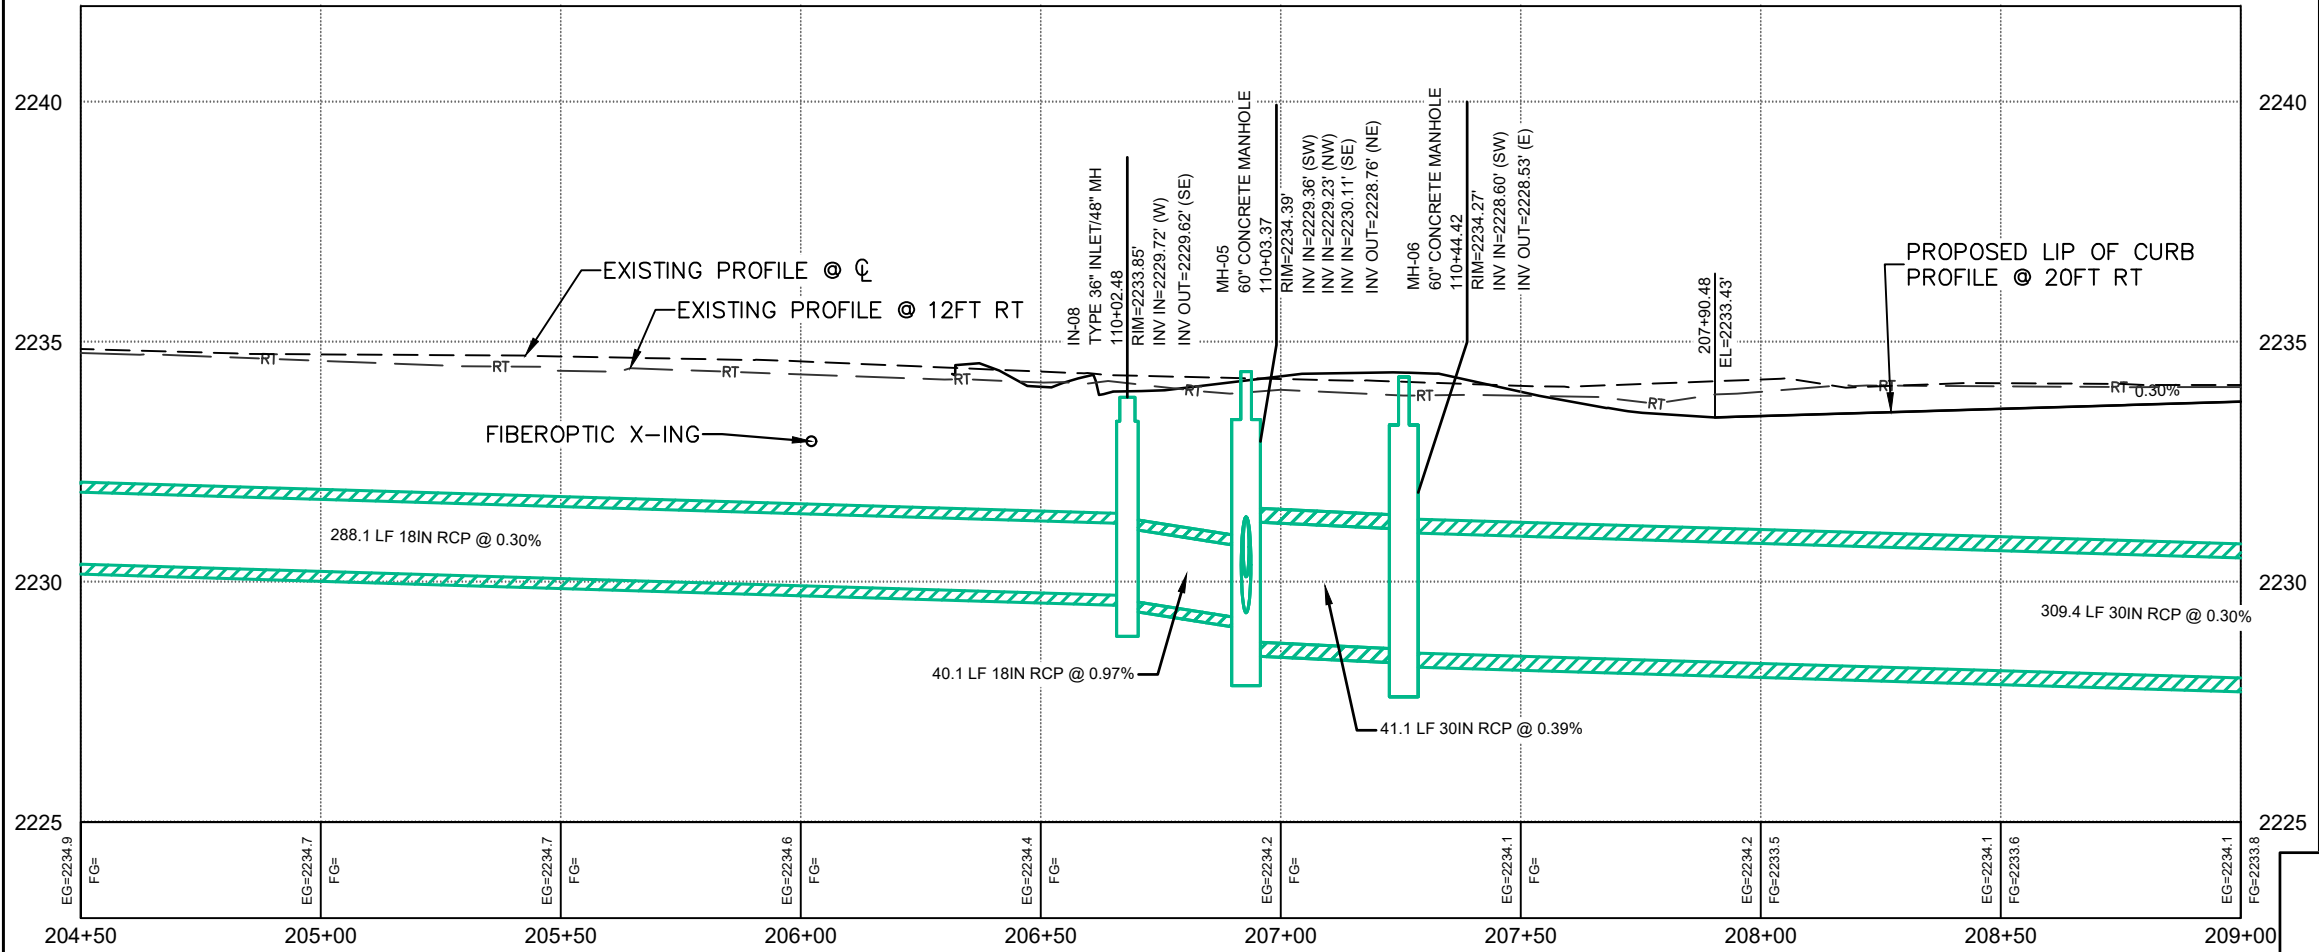 2240
2240
2235
2235
2230
2230
2225
2225
EXISTING PROFILE @ ℄
EXISTING PROFILE @ 12FT RT
FIBEROPTIC X-ING
IN-08
TYPE 36" INLET/48" MH
110+02.48
RIM=2233.85'
INV IN=2229.72' (W)
INV OUT=2229.62' (SE)
MH-05
60" CONCRETE MANHOLE
110+03.37
RIM=2234.39'
INV IN=2229.36' (SW)
INV IN=2229.23' (NW)
INV IN=2230.11' (SE)
INV OUT=2228.76' (NE)
MH-06
60" CONCRETE MANHOLE
110+44.42
RIM=2234.27'
INV IN=2228.60' (SW)
INV OUT=2228.53' (E)
207+90.48
EL=2233.43'
PROPOSED LIP OF CURB
PROFILE @ 20FT RT
RT
RT
RT
RT
RT
RT
RT
RT
RT
0.30%
288.1 LF 18IN RCP @ 0.30%
40.1 LF 18IN RCP @ 0.97%
41.1 LF 30IN RCP @ 0.39%
309.4 LF 30IN RCP @ 0.30%
EG=2234.9
FG=
EG=2234.7
FG=
EG=2234.7
FG=
EG=2234.6
FG=
EG=2234.4
FG=
EG=2234.2
FG=
EG=2234.1
FG=
EG=2234.2
FG=2233.5
EG=2234.1
FG=2233.6
EG=2234.1
FG=2233.8
204+50
205+00
205+50
206+00
206+50
207+00
207+50
208+00
208+50
209+00